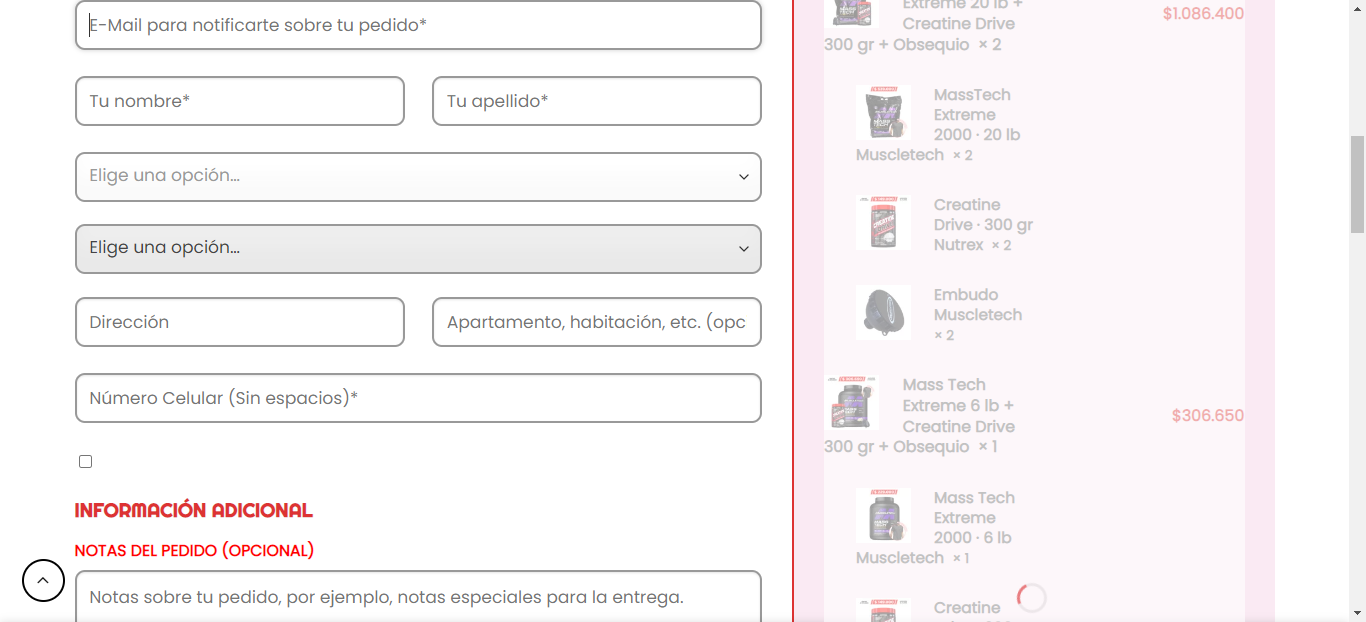 E-Mail para notificarte sobre tu pedido*
Tu nombre*
Tu apellido*
Elige una opción...
Elige una opción...
Dirección
Apartamento, habitación, etc. (opc
Número Celular (Sin espacios)*
INFORMACIÓN ADICIONAL
NOTAS DEL PEDIDO (OPCIONAL)
Notas sobre tu pedido, por ejemplo, notas especiales para la entrega.
Extreme 20 lb +
Creatine Drive
300 gr + Obsequio × 2
$1.086.400
MassTech
Extreme
2000 · 20 lb
Muscletech × 2
Creatine
Drive · 300 gr
Nutrex × 2
Embudo
Muscletech
× 2
Mass Tech
Extreme 6 lb +
Creatine Drive
300 gr + Obsequio × 1
$306.650
Mass Tech
Extreme
2000 · 6 lb
Muscletech × 1
Creatine